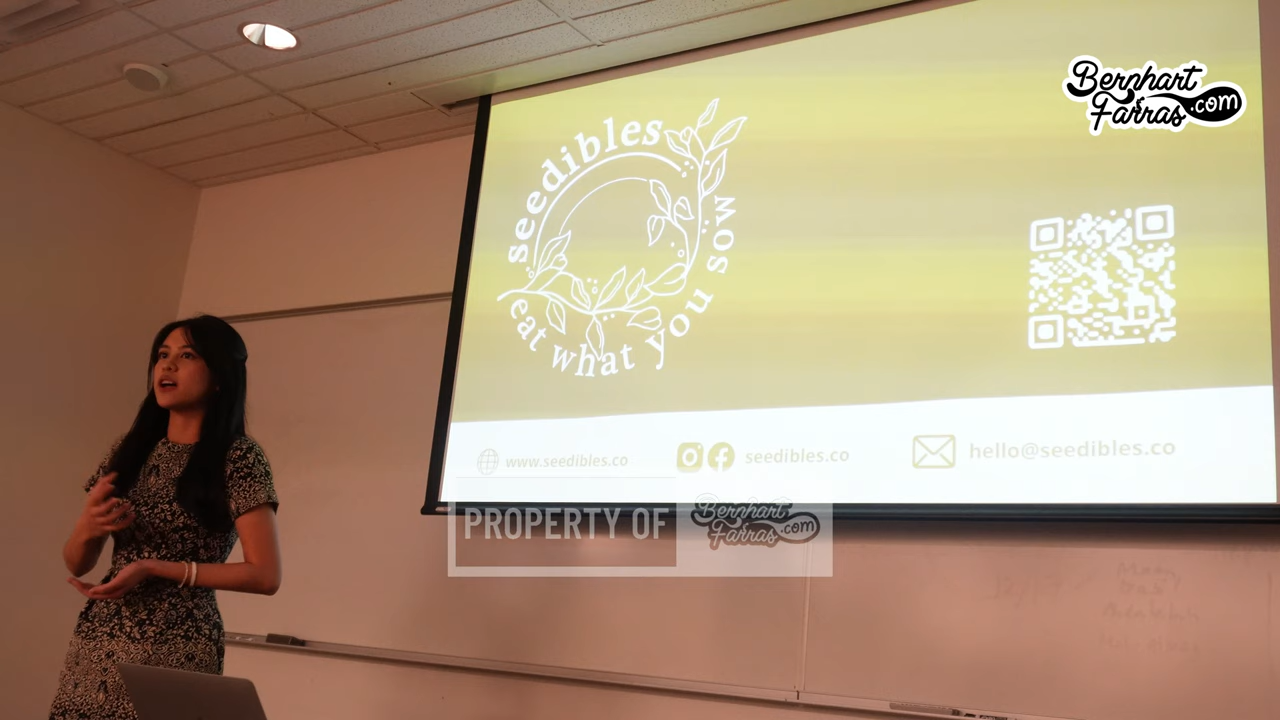 Bernhart
& Farras .com
seedibles
eat what you sow
www.seedibles.co
seedibles.co
hello@seedibles.co
PROPERTY OF
Bernhart
& Farras .com